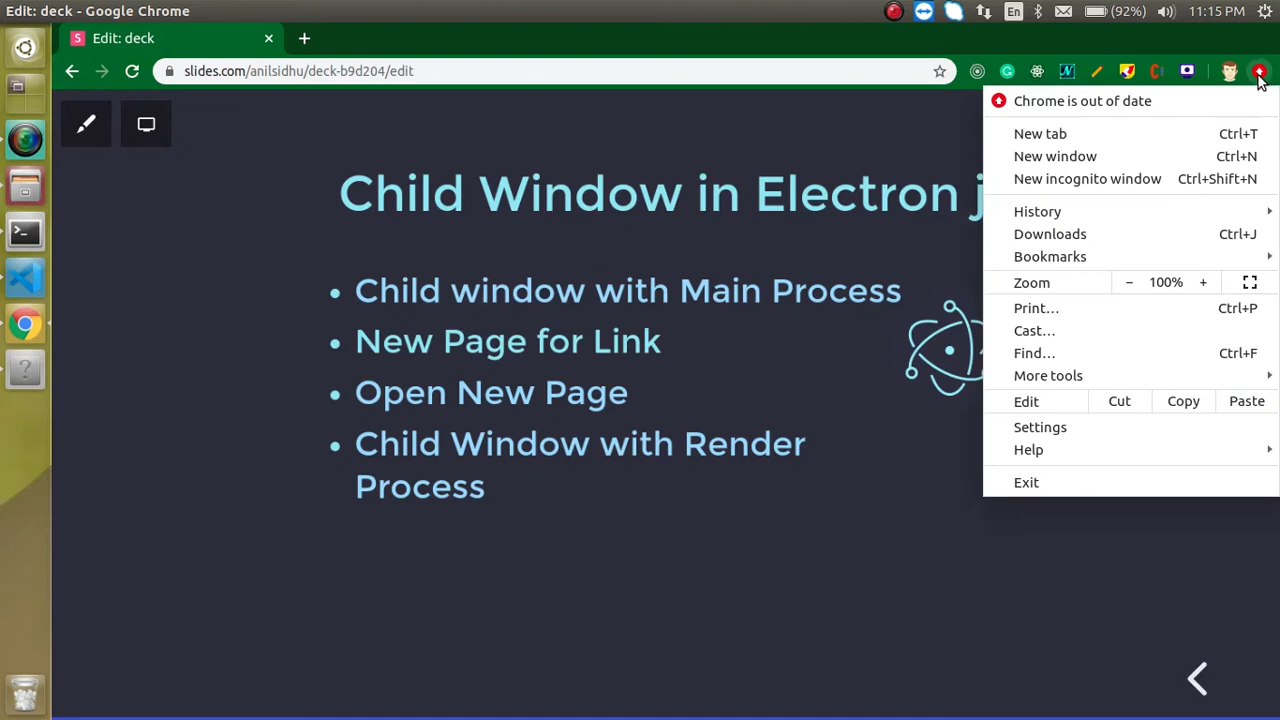 Edit: deck - Google Chrome
En
(92%)
11:15 PM
S Edit: deck
slides.com/anilsidhu/deck-b9d204/edit
Chrome is out of date
New tab Ctrl+T
New window Ctrl+N
New incognito window Ctrl+Shift+N
History
Downloads Ctrl+J
Bookmarks
Zoom - 100% +
Print... Ctrl+P
Cast...
Find... Ctrl+F
More tools
Edit Cut Copy Paste
Settings
Help
Exit
Child Window in Electron j
• Child window with Main Process
• New Page for Link
• Open New Page
• Child Window with Render
Process